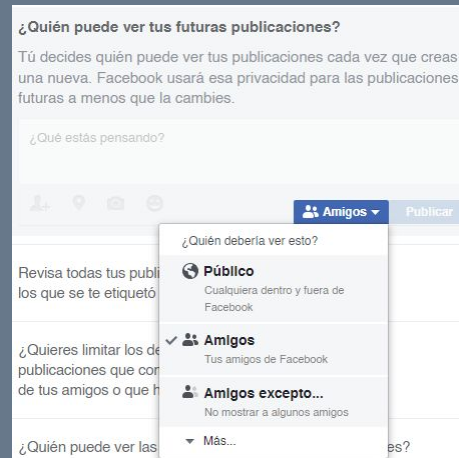 ¿Quién puede ver tus futuras publicaciones?
Tú decides quién puede ver tus publicaciones cada vez que creas
una nueva. Facebook usará esa privacidad para las publicaciones
futuras a menos que la cambies.
¿Qué estás pensando?
Amigos
Publicar
¿Quién debería ver esto?
Público
Cualquiera dentro y fuera de
Facebook
Amigos
Tus amigos de Facebook
Amigos excepto...
No mostrar a algunos amigos
Más...
Revisa todas tus publi
los que se te etiquetó
¿Quieres limitar los de
publicaciones que con
de tus amigos o que h
¿Quién puede ver las
es?